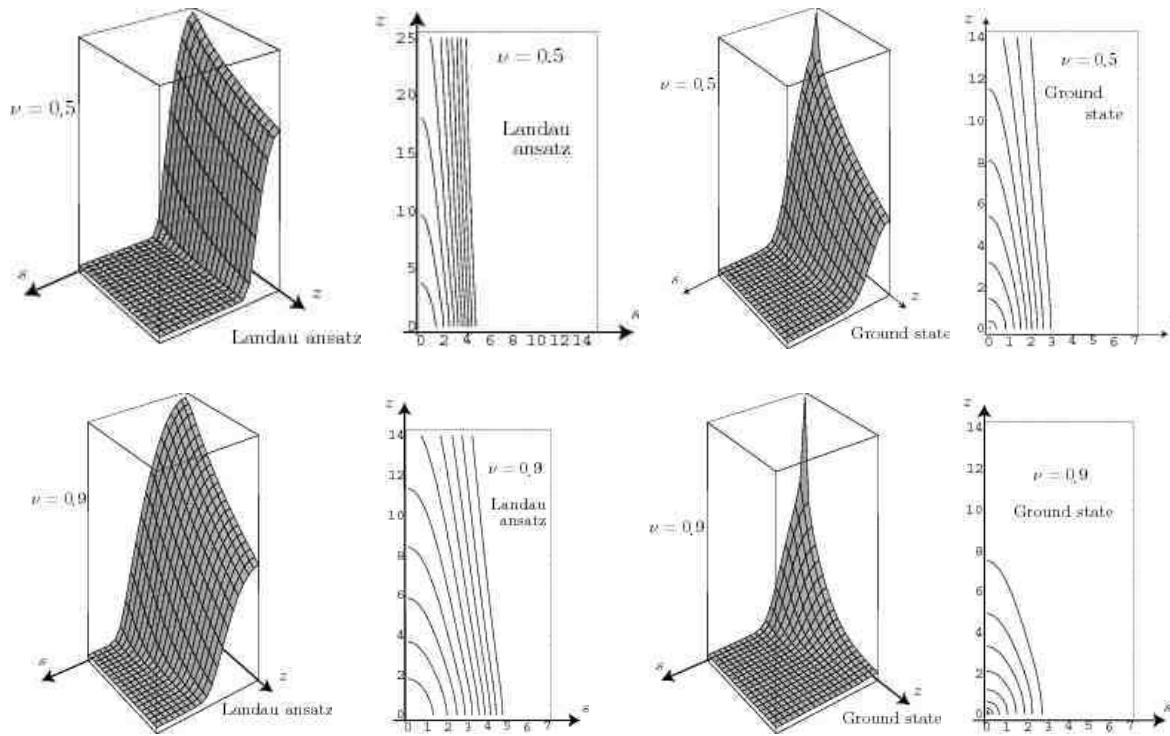 ν = 0.5
s
z
Landau ansatz
z
25
20
15
10
5
0
ν = 0.5
Landau
ansatz
0 2 4 6 8 10 12 14
s
ν = 0.5
s
z
Ground state
z
14
12
10
8
6
4
2
0
ν = 0.5
Ground
state
0 1 2 3 4 5 6 7
s
ν = 0.9
s
z
Landau ansatz
z
14
12
10
8
6
4
2
0
ν = 0.9
Landau
ansatz
0 1 2 3 4 5 7
s
ν = 0.9
s
z
Ground state
z
14
12
10
8
6
4
2
0
ν = 0.9
Ground state
0 1 2 3 4 5 6 7
s